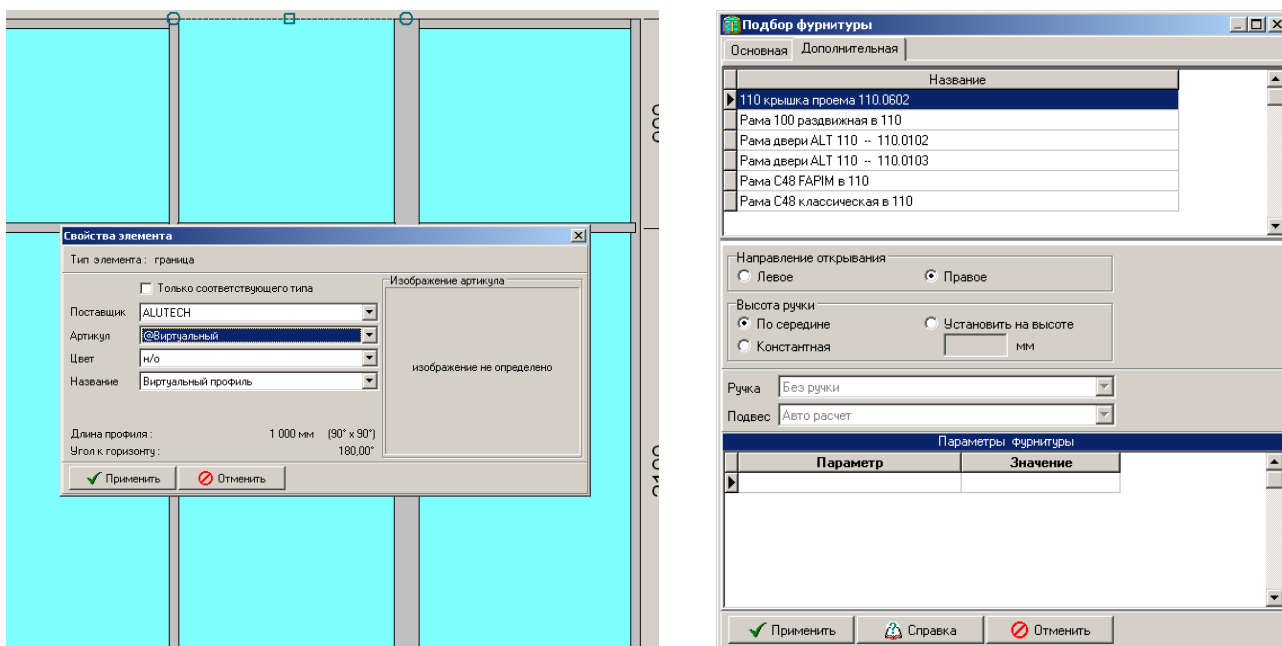 Свойства элемента
Тип элемента: граница
Только соответствующего типа
Поставщик ALUTECH
Артикул @Виртуальный
Цвет н/о
Название Виртуальный профиль
Изображение артикула
изображение не определено
Длина профиля: 1 000 мм (90° x 90°)
Угол к горизонту: 180,00°
Применить Отменить
Подбор фурнитуры
Основная Дополнительная
Название
110 крышка проема 110.0602
Рама 100 раздвижная в 110
Рама двери ALT 110 -- 110.0102
Рама двери ALT 110 -- 110.0103
Рама C48 FAPIM в 110
Рама C48 классическая в 110
Направление открывания
Левое Правое
Высота ручки
По середине Установить на высоте
Константная мм
Ручка Без ручки
Подвес Авто расчет
Параметры фурнитуры
Параметр Значение
Применить Справка Отменить